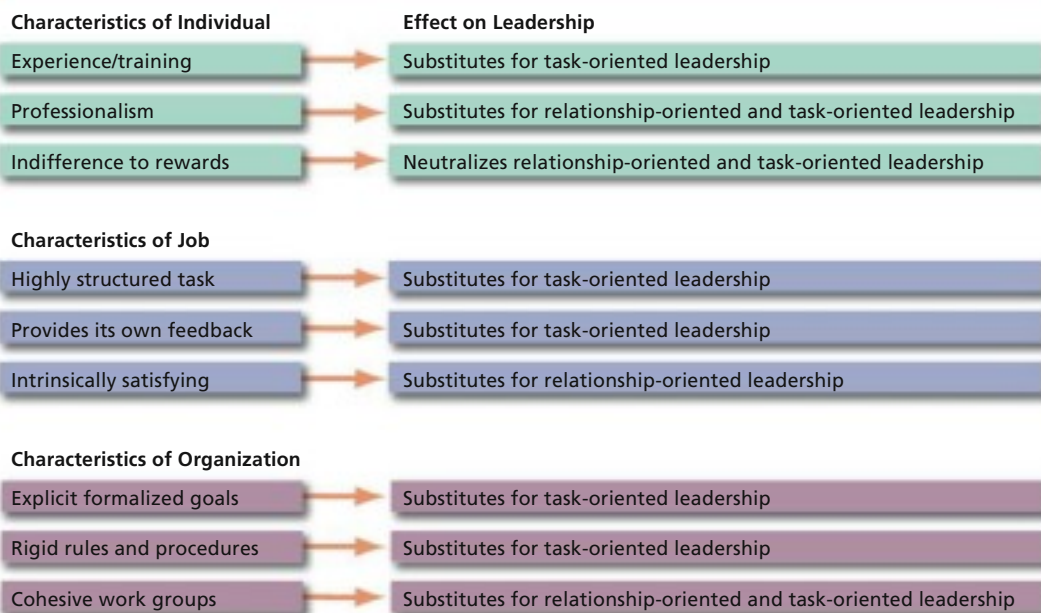 Characteristics of Individual Effect on Leadership
Experience/training Substitutes for task-oriented leadership
Professionalism Substitutes for relationship-oriented and task-oriented leadership
Indifference to rewards Neutralizes relationship-oriented and task-oriented leadership
Characteristics of Job
Highly structured task Substitutes for task-oriented leadership
Provides its own feedback Substitutes for task-oriented leadership
Intrinsically satisfying Substitutes for relationship-oriented leadership
Characteristics of Organization
Explicit formalized goals Substitutes for task-oriented leadership
Rigid rules and procedures Substitutes for task-oriented leadership
Cohesive work groups Substitutes for relationship-oriented and task-oriented leadership